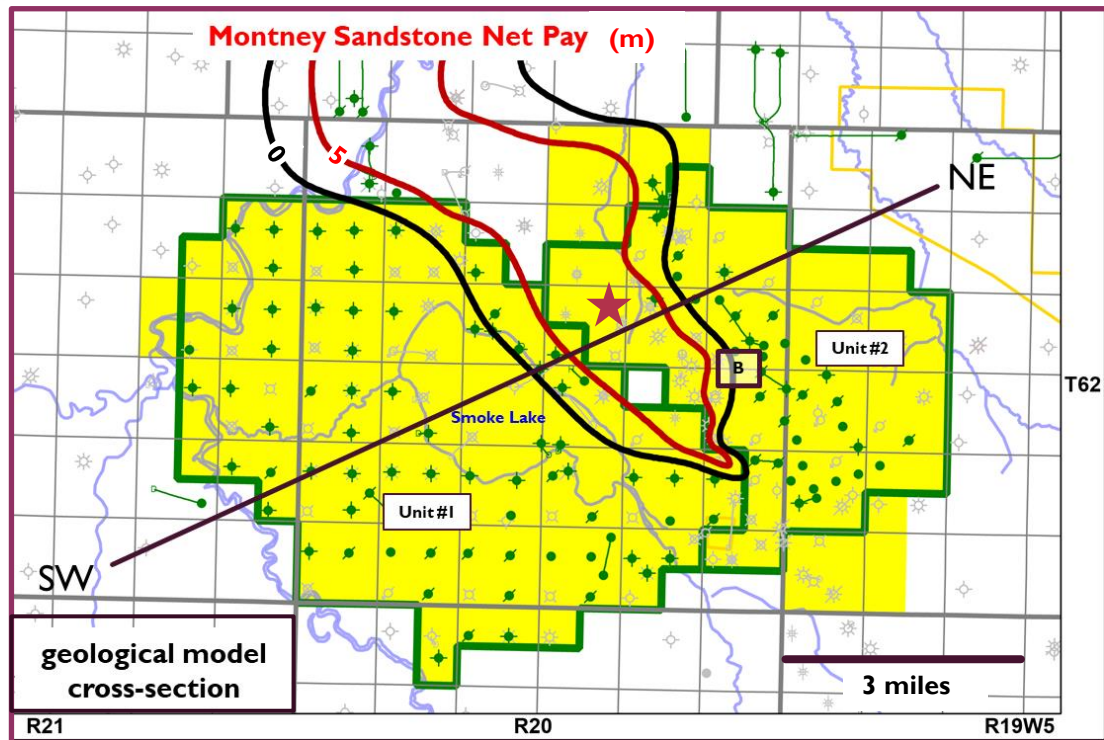 Montney Sandstone Net Pay (m)
0
5
NE
B
Unit #2
T62
Smoke Lake
Unit #1
SW
geological model
cross-section
3 miles
R21
R20
R19W5